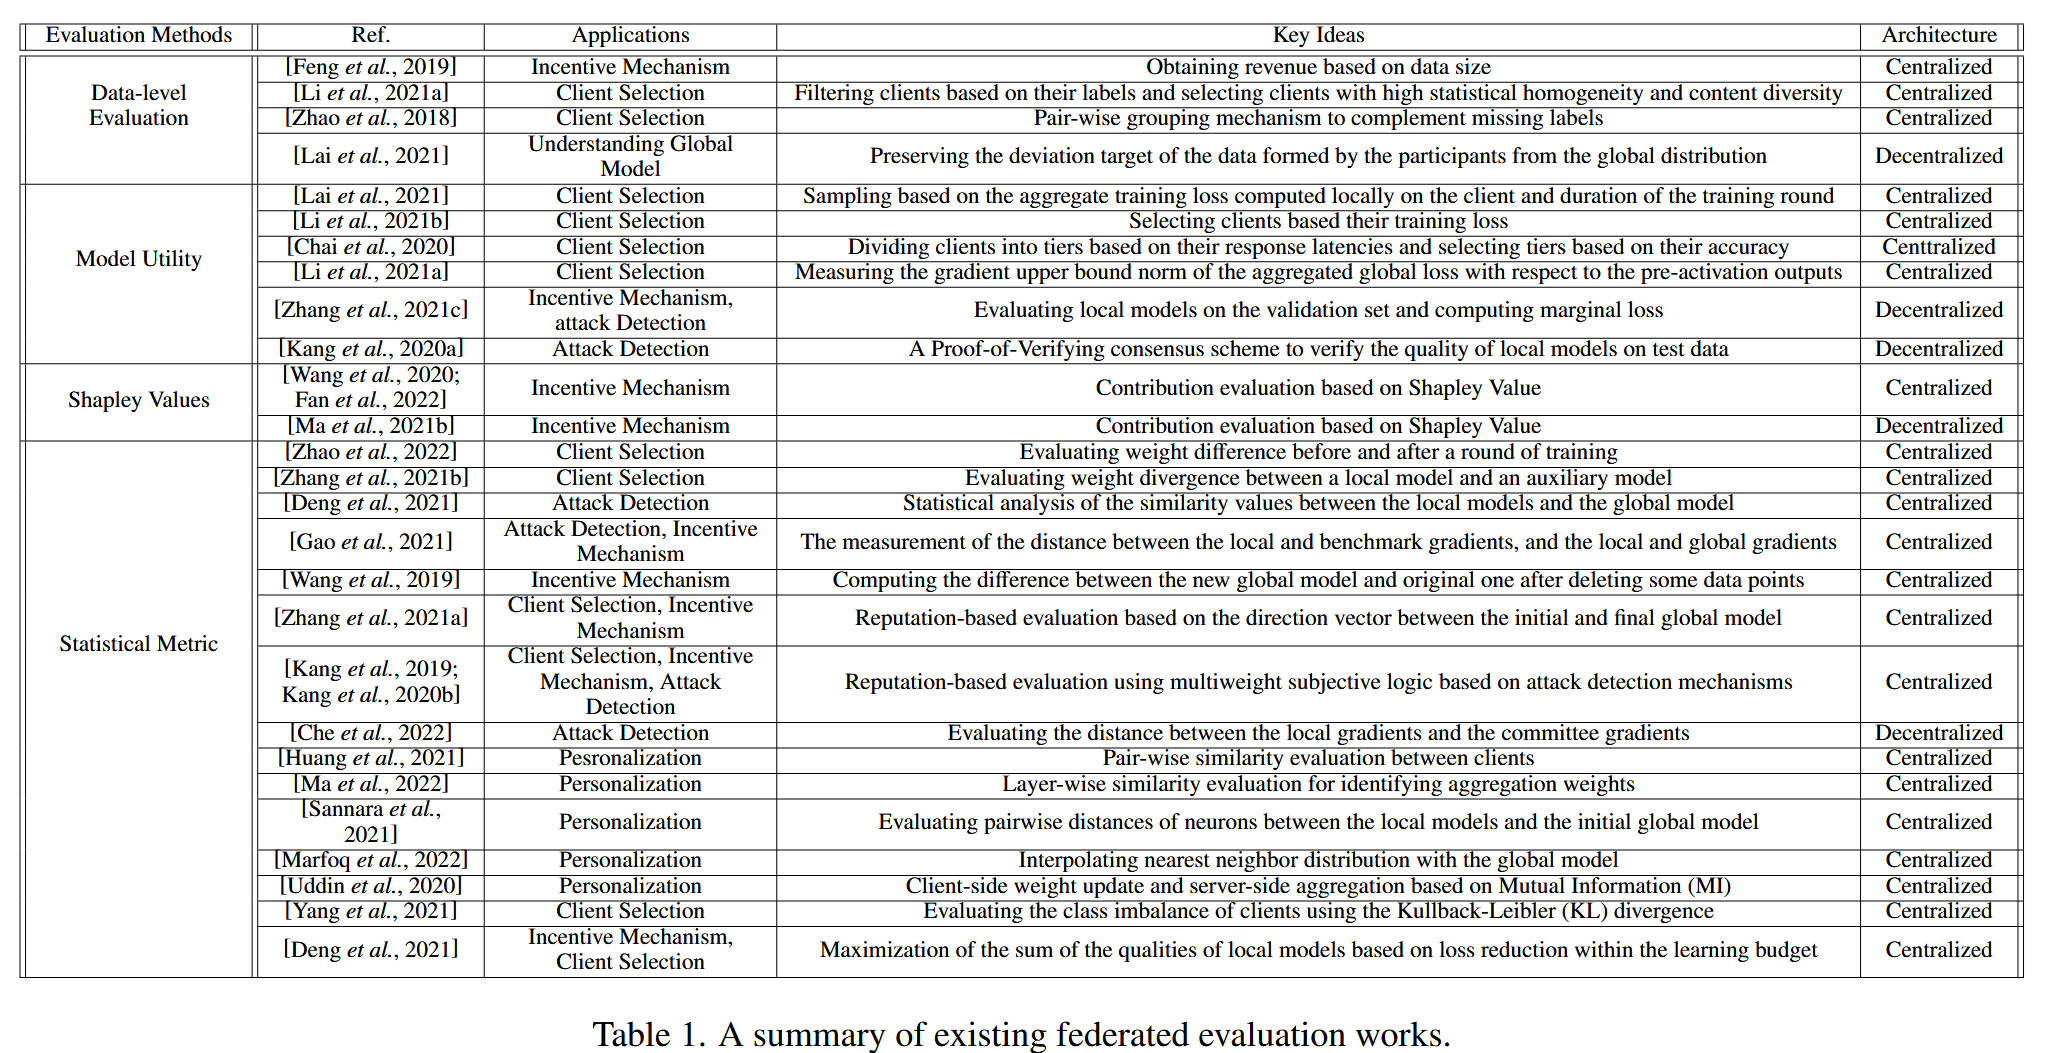 Evaluation Methods Ref. Applications Key Ideas Architecture
Data-level
Evaluation
[Feng et al., 2019] Incentive Mechanism Obtaining revenue based on data size Centralized
[Li et al., 2021a] Client Selection Filtering clients based on their labels and selecting clients with high statistical homogeneity and content diversity Centralized
[Zhao et al., 2018] Client Selection Pair-wise grouping mechanism to complement missing labels Centralized
[Lai et al., 2021] Understanding Global
Model Preserving the deviation target of the data formed by the participants from the global distribution Decentralized
Model Utility
[Lai et al., 2021] Client Selection Sampling based on the aggregate training loss computed locally on the client and duration of the training round Centralized
[Li et al., 2021b] Client Selection Selecting clients based their training loss Centralized
[Chai et al., 2020] Client Selection Dividing clients into tiers based on their response latencies and selecting tiers based on their accuracy Centtralized
[Li et al., 2021a] Client Selection Measuring the gradient upper bound norm of the aggregated global loss with respect to the pre-activation outputs Centralized
[Zhang et al., 2021c] Incentive Mechanism,
attack Detection Evaluating local models on the validation set and computing marginal loss Decentralized
[Kang et al., 2020a] Attack Detection A Proof-of-Verifying consensus scheme to verify the quality of local models on test data Decentralized
Shapley Values
[Wang et al., 2020;
Fan et al., 2022] Incentive Mechanism Contribution evaluation based on Shapley Value Centralized
[Ma et al., 2021b] Incentive Mechanism Contribution evaluation based on Shapley Value Decentralized
Statistical Metric
[Zhao et al., 2022] Client Selection Evaluating weight difference before and after a round of training Centralized
[Zhang et al., 2021b] Client Selection Evaluating weight divergence between a local model and an auxiliary model Centralized
[Deng et al., 2021] Attack Detection Statistical analysis of the similarity values between the local models and the global model Centralized
[Gao et al., 2021] Attack Detection, Incentive
Mechanism The measurement of the distance between the local and benchmark gradients, and the local and global gradients Centralized
[Wang et al., 2019] Incentive Mechanism Computing the difference between the new global model and original one after deleting some data points Centralized
[Zhang et al., 2021a] Client Selection, Incentive
Mechanism Reputation-based evaluation based on the direction vector between the initial and final global model Centralized
[Kang et al., 2019;
Kang et al., 2020b] Client Selection, Incentive
Mechanism, Attack
Detection Reputation-based evaluation using multiweight subjective logic based on attack detection mechanisms Centralized
[Che et al., 2022] Attack Detection Evaluating the distance between the local gradients and the committee gradients Decentralized
[Huang et al., 2021] Pesronalization Pair-wise similarity evaluation between clients Centralized
[Ma et al., 2022] Personalization Layer-wise similarity evaluation for identifying aggregation weights Centralized
[Sannara et al.,
2021] Personalization Evaluating pairwise distances of neurons between the local models and the initial global model Centralized
[Marfoq et al., 2022] Personalization Interpolating nearest neighbor distribution with the global model Centralized
[Uddin et al., 2020] Personalization Client-side weight update and server-side aggregation based on Mutual Information (MI) Centralized
[Yang et al., 2021] Client Selection Evaluating the class imbalance of clients using the Kullback-Leibler (KL) divergence Centralized
[Deng et al., 2021] Incentive Mechanism,
Client Selection Maximization of the sum of the qualities of local models based on loss reduction within the learning budget Centralized
Table 1. A summary of existing federated evaluation works.